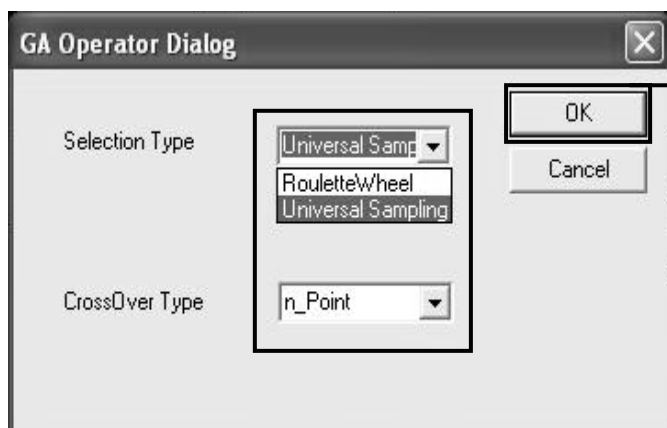 GA Operator Dialog
Selection Type
Universal Samp
OK
RouletteWheel
Universal Sampling
Cancel
CrossOver Type
n_Point